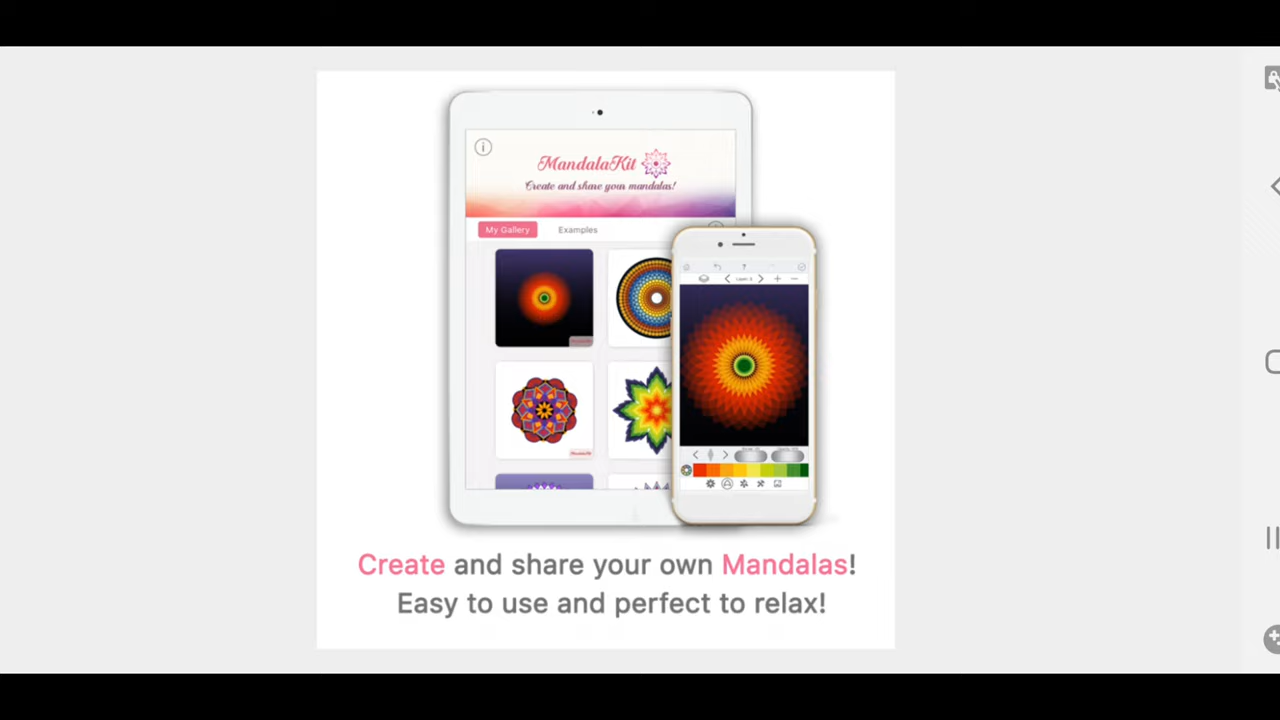 MandalaKit
Create and share your mandalas!
My Gallery
Examples
Create and share your own Mandalas!
Easy to use and perfect to relax!